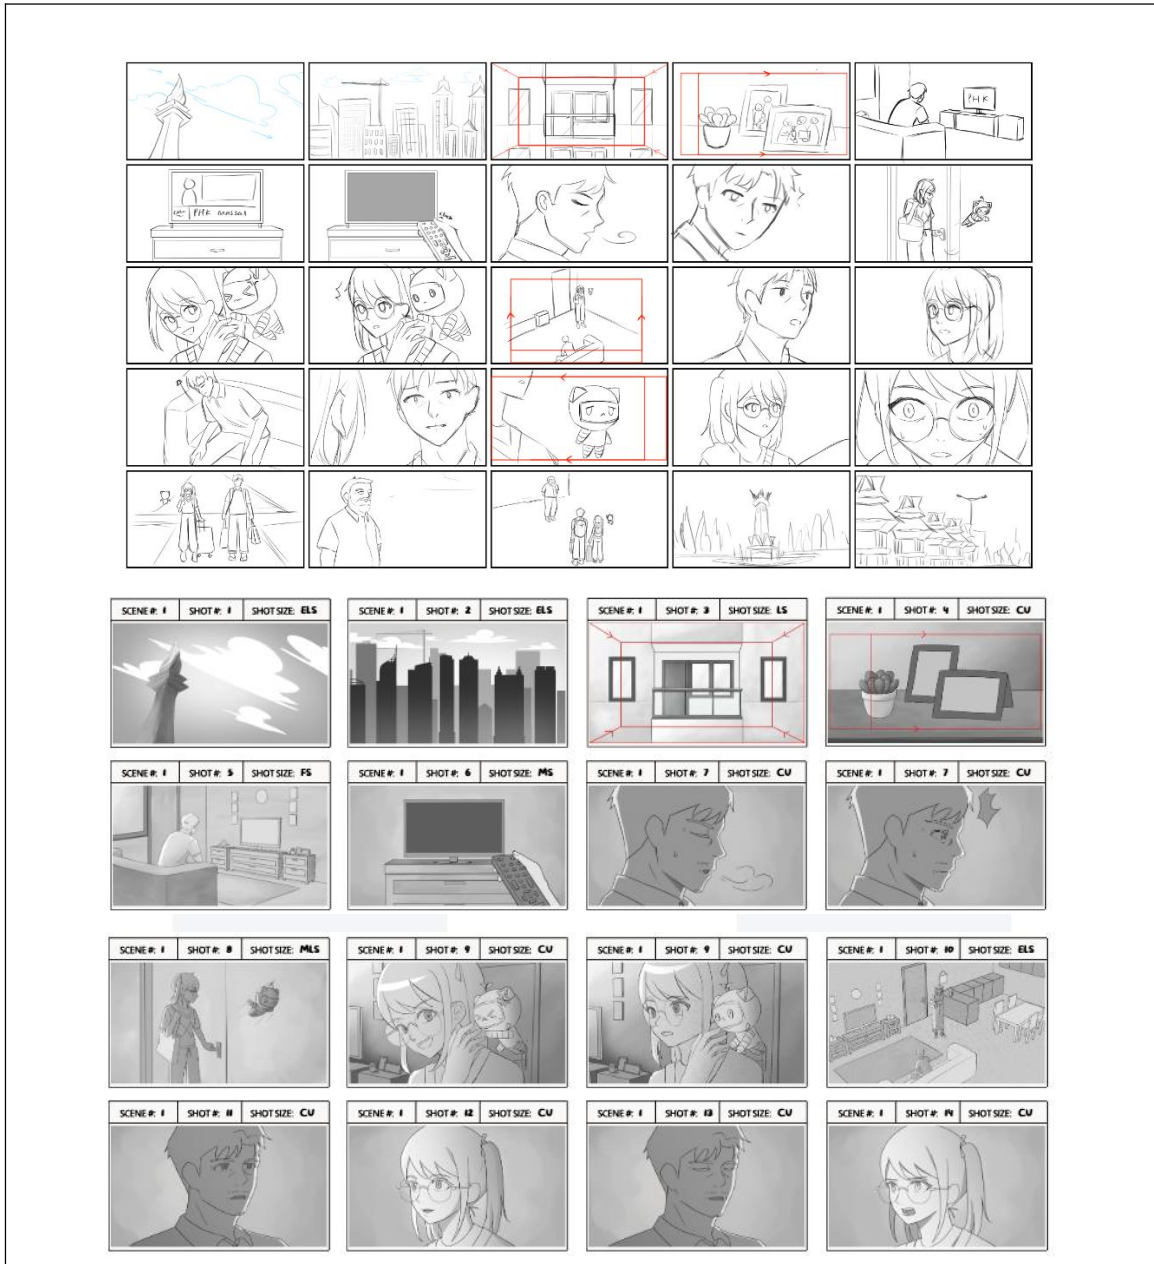 PHK
PHK massal
SCENE #: 1 SHOT #: 1 SHOT SIZE: ELS
SCENE #: 1 SHOT #: 2 SHOT SIZE: ELS
SCENE #: 1 SHOT #: 3 SHOT SIZE: LS
SCENE #: 1 SHOT #: 4 SHOT SIZE: CU
SCENE #: 1 SHOT #: 5 SHOT SIZE: FS
SCENE #: 1 SHOT #: 6 SHOT SIZE: MS
SCENE #: 1 SHOT #: 7 SHOT SIZE: CU
SCENE #: 1 SHOT #: 7 SHOT SIZE: CU
SCENE #: 1 SHOT #: 8 SHOT SIZE: MLS
SCENE #: 1 SHOT #: 9 SHOT SIZE: CU
SCENE #: 1 SHOT #: 9 SHOT SIZE: CU
SCENE #: 1 SHOT #: 10 SHOT SIZE: ELS
SCENE #: 1 SHOT #: 11 SHOT SIZE: CU
SCENE #: 1 SHOT #: 12 SHOT SIZE: CU
SCENE #: 1 SHOT #: 13 SHOT SIZE: CU
SCENE #: 1 SHOT #: 14 SHOT SIZE: CU